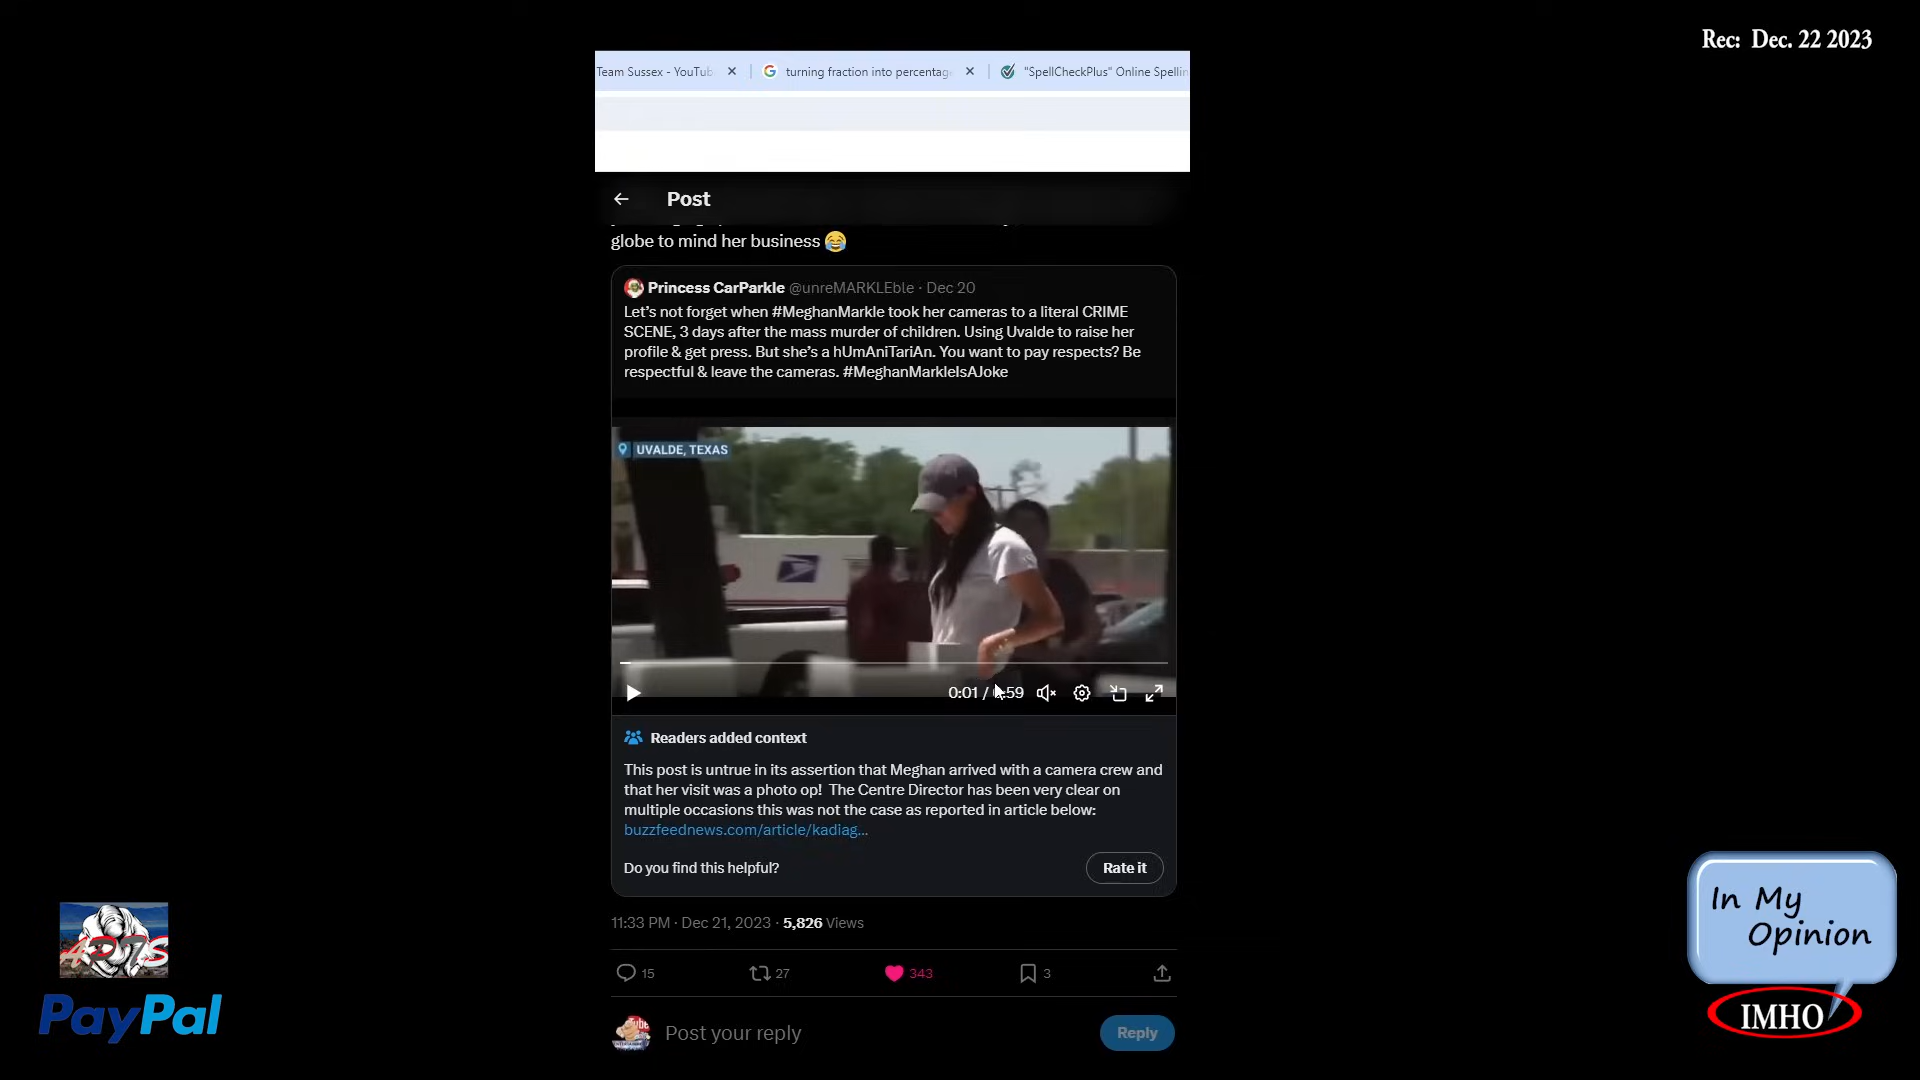 Rec: Dec. 22 2023
Team Sussex - YouTub
turning fraction into percentag
"SpellCheckPlus" Online Spellin
Post
globe to mind her business 😂
Princess CarParkle @unreMARKLEble · Dec 20
Let's not forget when #MeghanMarkle took her cameras to a literal CRIME
SCENE, 3 days after the mass murder of children. Using Uvalde to raise her
profile & get press. But she's a hUmAniTariAn. You want to pay respects? Be
respectful & leave the cameras. #MeghanMarkleIsAJoke
UVALDE, TEXAS
0:01 / :59
Readers added context
This post is untrue in its assertion that Meghan arrived with a camera crew and
that her visit was a photo op! The Centre Director has been very clear on
multiple occasions this was not the case as reported in article below:
buzzfeednews.com/article/kadiag...
Do you find this helpful?
Rate it
11:33 PM · Dec 21, 2023 · 5,826 Views
15
27
343
3
Post your reply
Reply
PayPal
In My
Opinion
IMHO